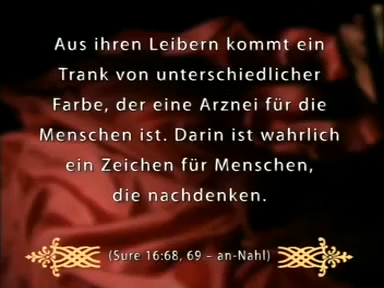 Aus ihren Leibern kommt ein
Trank von unterschiedlicher
Farbe, der eine Arznei für die
Menschen ist. Darin ist wahrlich
ein Zeichen für Menschen,
die nachdenken.
(Sure 16:68, 69 – an-Nahl)